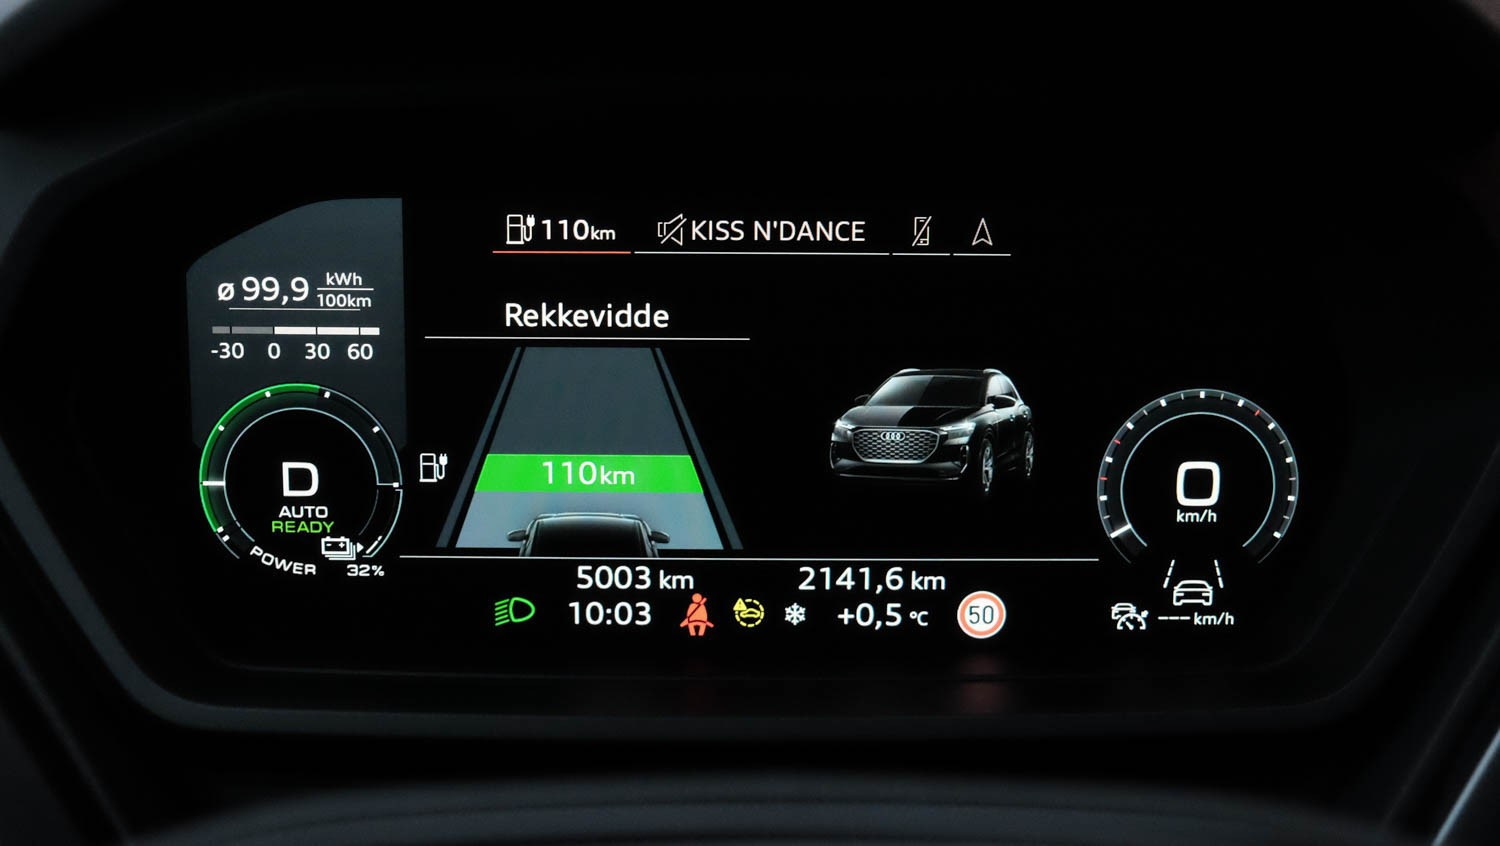 110km
KISS N'DANCE
ø 99,9 kWh
100km
-30 0 30 60
Rekkevidde
110km
D
AUTO
READY
POWER
32%
0
km/h
5003 km
2141,6 km
10:03
+0,5 °C
50
--- km/h